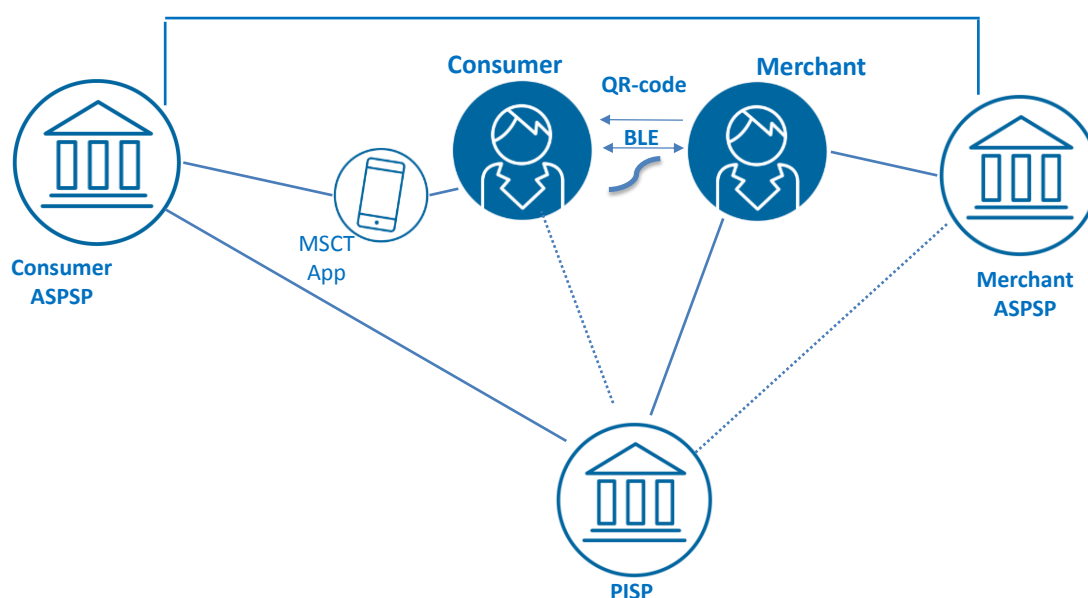 Consumer
Merchant
QR-code
BLE
MSCT
App
Consumer
ASPSP
Merchant
ASPSP
PISP